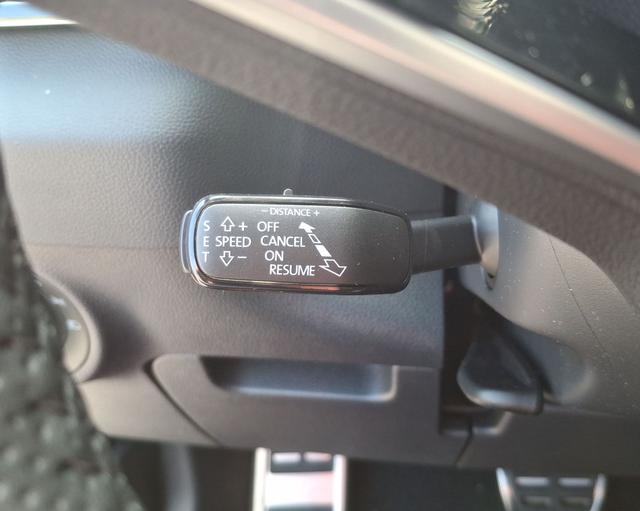 - DISTANCE +
S + OFF
E SPEED CANCEL
T - ON
RESUME